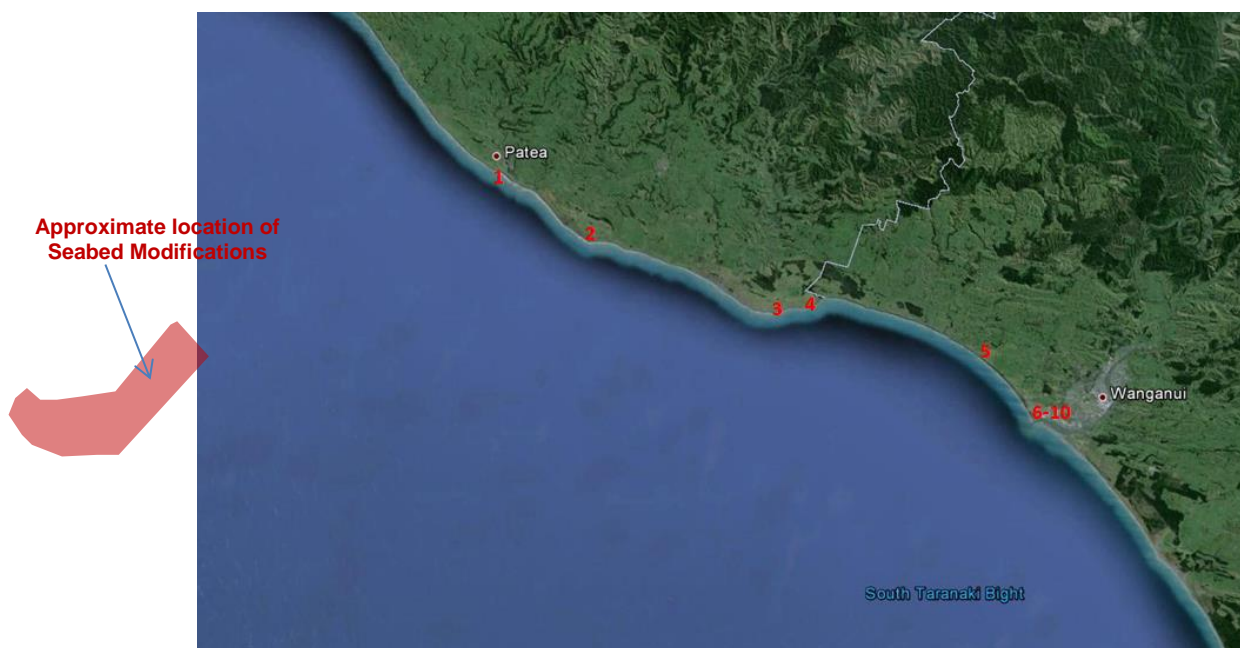 Patea
1
Approximate location of
Seabed Modifications
2
3
4
5
Wanganui
6-10
South Taranaki Bight